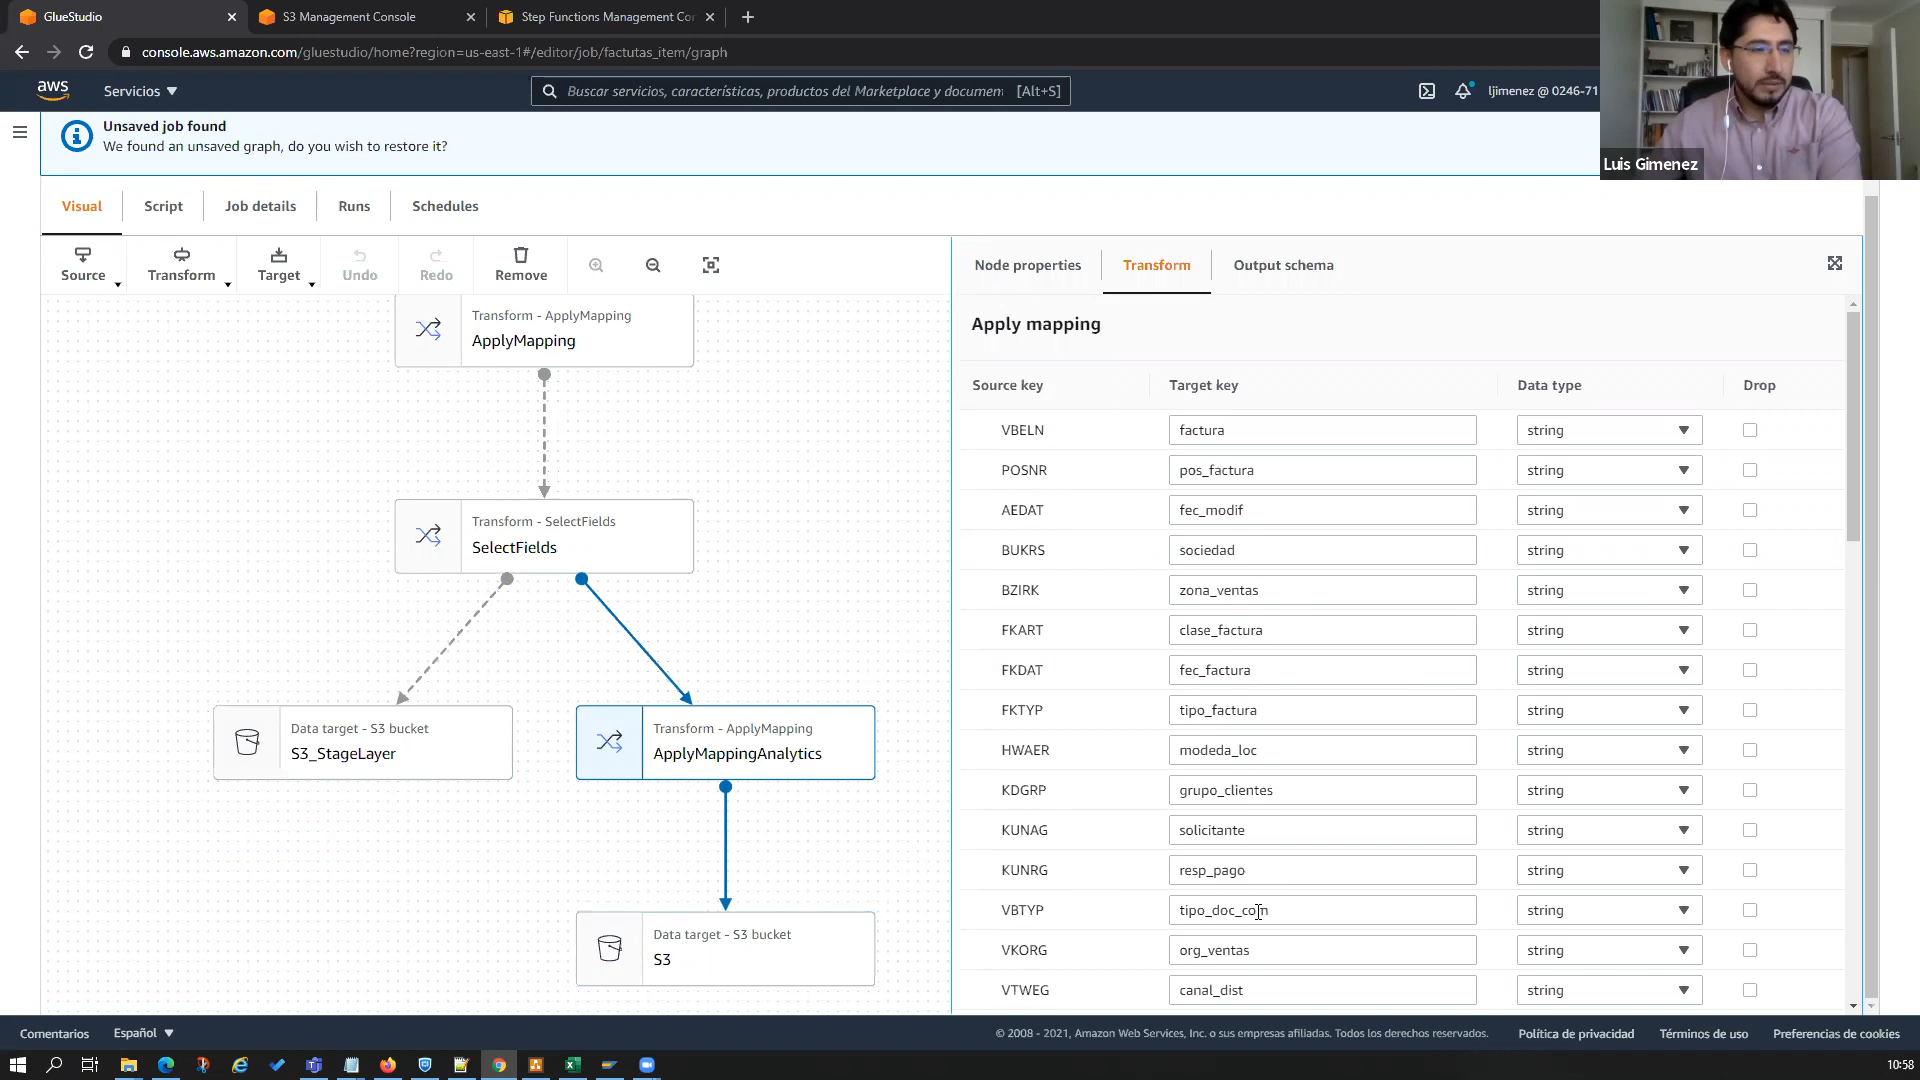 GlueStudio
S3 Management Console
Step Functions Management Cor
console.aws.amazon.com/gluestudio/home?region=us-east-1#/editor/job/factutas_item/graph
aws
Servicios
Buscar servicios, características, productos del Marketplace y documen
[Alt+S]
ljimenez @ 0246-71
Unsaved job found
We found an unsaved graph, do you wish to restore it?
Luis Gimenez
Visual
Script
Job details
Runs
Schedules
Source
Transform
Target
Undo
Redo
Remove
Transform - ApplyMapping
ApplyMapping
Transform - SelectFields
SelectFields
Data target - S3 bucket
S3_StageLayer
Transform - ApplyMapping
ApplyMappingAnalytics
Data target - S3 bucket
S3
Node properties
Transform
Output schema
Apply mapping
Source key Target key Data type Drop
VBELN factura string
POSNR pos_factura string
AEDAT fec_modif string
BUKRS sociedad string
BZIRK zona_ventas string
FKART clase_factura string
FKDAT fec_factura string
FKTYP tipo_factura string
HWAER modeda_loc string
KDGRP grupo_clientes string
KUNAG solicitante string
KUNRG resp_pago string
VBTYP tipo_doc_com string
VKORG org_ventas string
VTWEG canal_dist string
Comentarios
Español
© 2008 - 2021, Amazon Web Services, Inc. o sus empresas afiliadas. Todos los derechos reservados.
Política de privacidad
Términos de uso
Preferencias de cookies
10:58